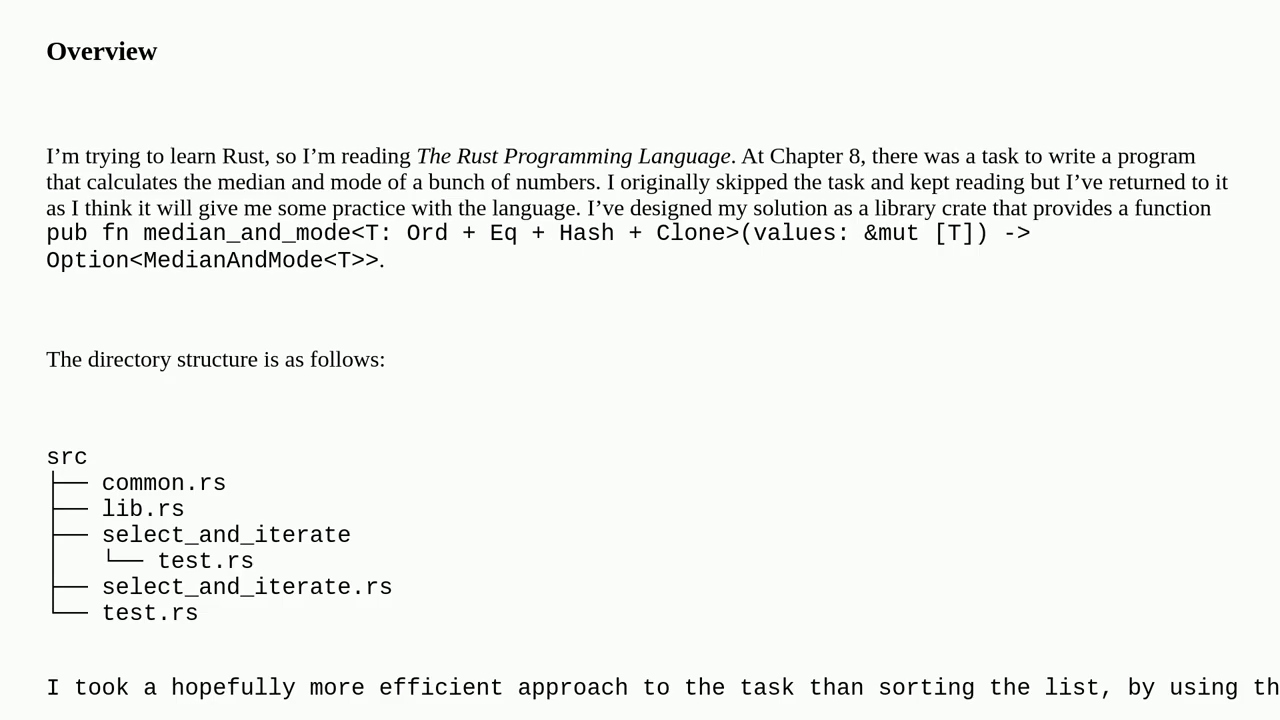 Overview
I’m trying to learn Rust, so I’m reading The Rust Programming Language. At Chapter 8, there was a task to write a program
that calculates the median and mode of a bunch of numbers. I originally skipped the task and kept reading but I’ve returned to it
as I think it will give me some practice with the language. I’ve designed my solution as a library crate that provides a function
pub fn median_and_mode<T: Ord + Eq + Hash + Clone>(values: &mut [T]) ->
Option<MedianAndMode<T>>.
The directory structure is as follows:
src
├── common.rs
├── lib.rs
├── select_and_iterate
│   └── test.rs
├── select_and_iterate.rs
└── test.rs
I took a hopefully more efficient approach to the task than sorting the list, by using th